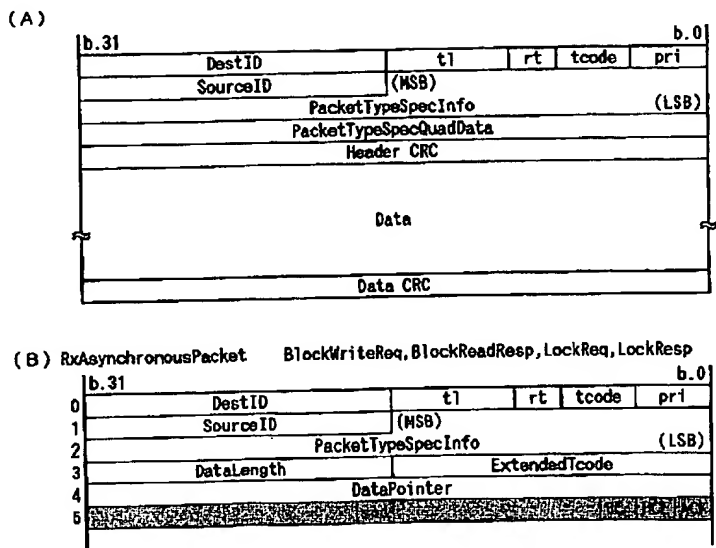 (A)
b.31 b.0
DestID tl rt tcode pri
SourceID (MSB)
PacketTypeSpecInfo (LSB)
PacketTypeSpecQuadData
Header CRC
Data
Data CRC
(B) RxAsynchronousPacket BlockWriteReq,BlockReadResp,LockReq,LockResp
b.31 b.0
0 DestID tl rt tcode pri
1 SourceID (MSB)
2 PacketTypeSpecInfo (LSB)
3 DataLength ExtendedTcode
4 DataPointer
5